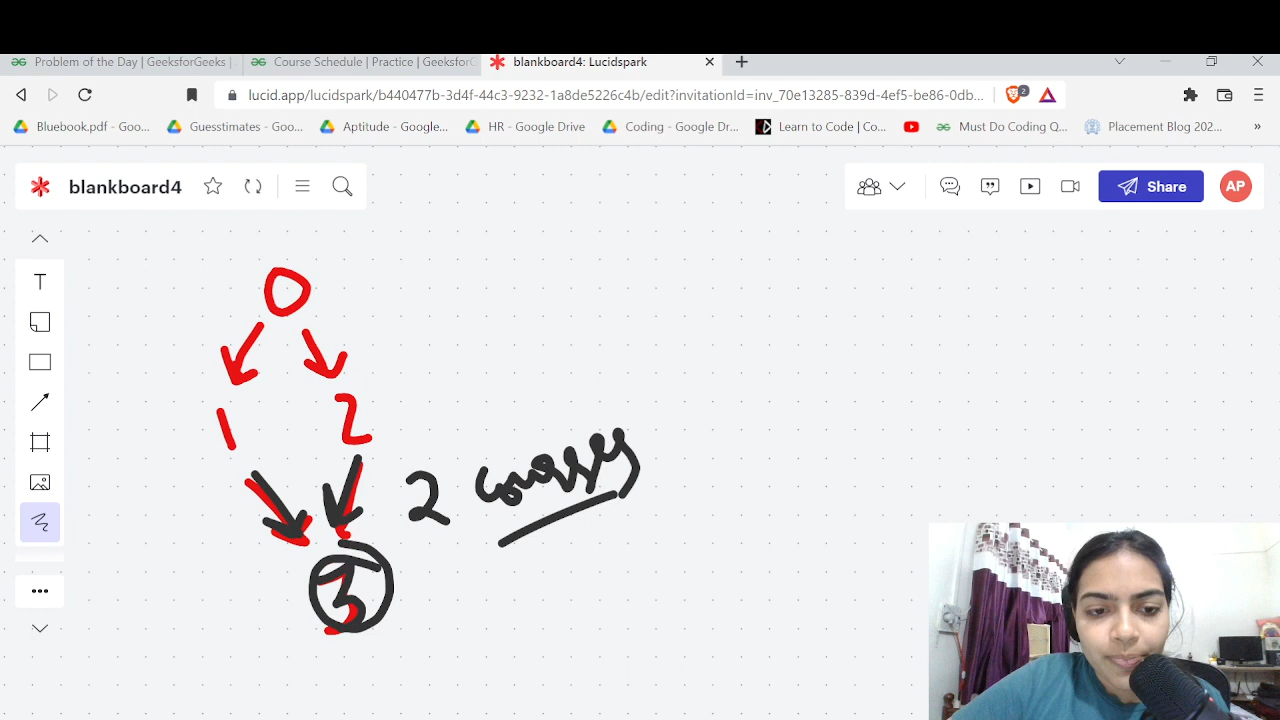 Problem of the Day | GeeksforGeeks |
Course Schedule | Practice | GeeksforG
blankboard4: Lucidspark
lucid.app/lucidspark/b440477b-3d4f-44c3-9232-1a8de5226c4b/edit?invitationId=inv_70e13285-839d-4ef5-be86-0db...
2
Bluebook.pdf - Goo...
Guesstimates - Goo...
Aptitude - Google...
HR - Google Drive
Coding - Google Dr...
Learn to Code | Co...
Must Do Coding Q...
Placement Blog 202...
»
blankboard4
Share
AP
T
0
1 2
2 courses
3